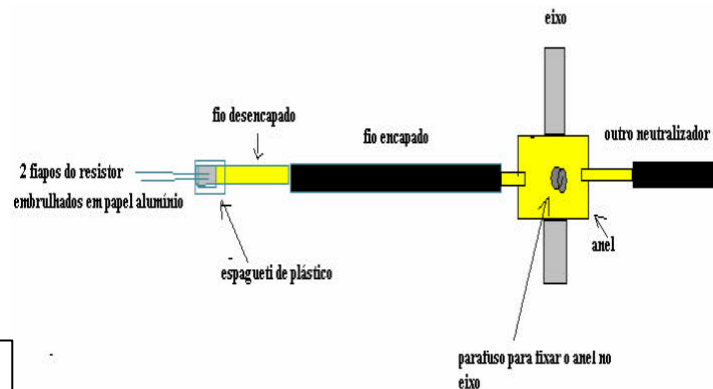 eixo
fio desencapado
fio encapado
outro neutralizador
2 fiapos do resistor
embrulhados em papel alumínio
espagueti de plástico
anel
parafuso para fixar o anel no
eixo